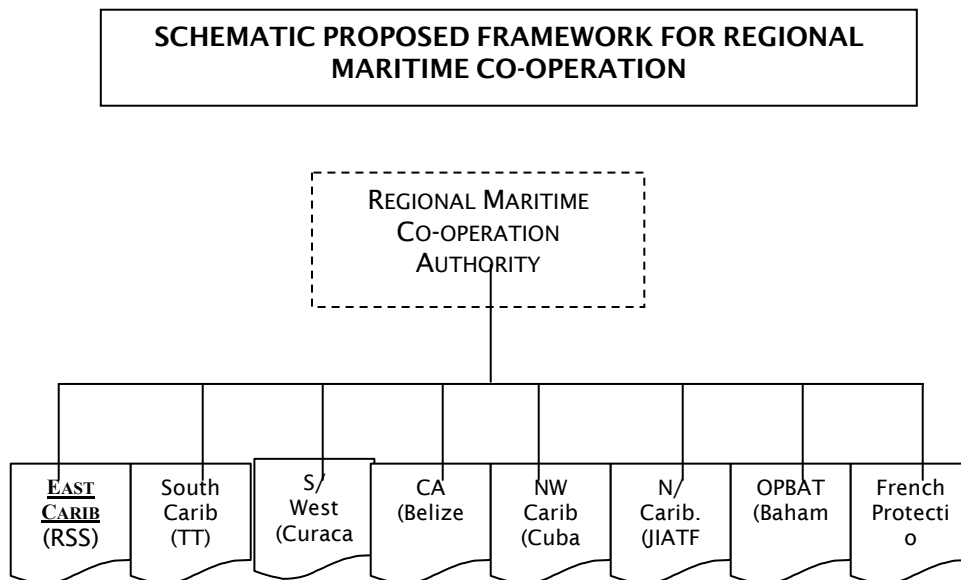 SCHEMATIC PROPOSED FRAMEWORK FOR REGIONAL
MARITIME CO-OPERATION
REGIONAL MARITIME
CO-OPERATION
AUTHORITY
EAST
CARIB
(RSS)
South
Carib
(TT)
S/
West
(Curaca
CA
(Belize
NW
Carib
(Cuba
N/
Carib.
(JIATF
OPBAT
(Baham
French
Protecti
o